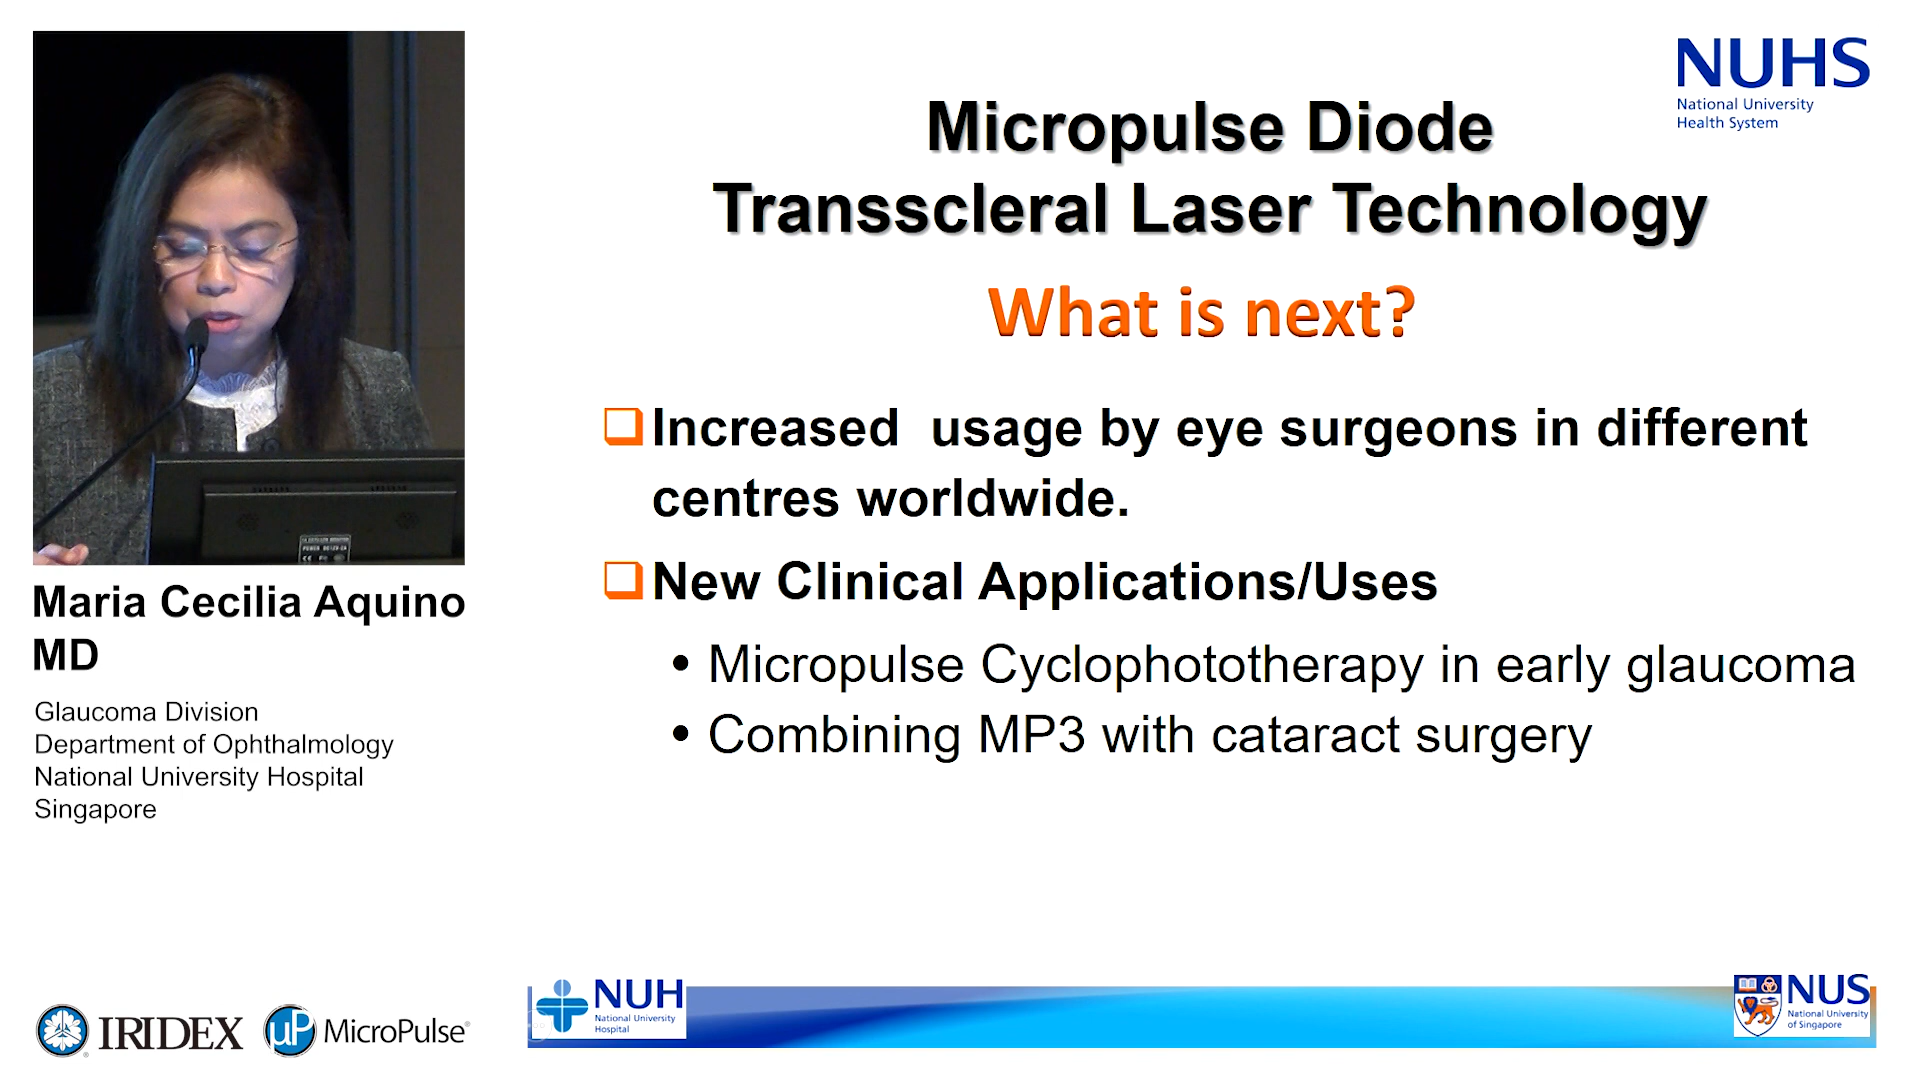 NUHS
National University
Health System
Micropulse Diode
Transscleral Laser Technology
What is next?
Increased usage by eye surgeons in different
centres worldwide.
New Clinical Applications/Uses
• Micropulse Cyclophototherapy in early glaucoma
• Combining MP3 with cataract surgery
Maria Cecilia Aquino
MD
Glaucoma Division
Department of Ophthalmology
National University Hospital
Singapore
IRIDEX
µP MicroPulse®
NUH
National University
Hospital
NUS
National University
of Singapore